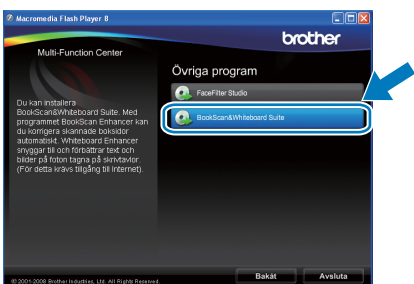 Macromedia Flash Player 8
brother
Multi-Function Center
Övriga program
FaceFilter Studio
BookScan&Whiteboard Suite
Du kan installera
BookScan&Whiteboard Suite. Med
programmet BookScan Enhancer kan
du korrigera skannade boksidor
automatiskt. Whiteboard Enhancer
snyggar till och förbättrar text och
bilder på foton tagna på skrivtavlor.
(För detta krävs tillgång till Internet).
© 2001-2008 Brother Industries, Ltd. All Rights Reserved.
Bakåt
Avsluta